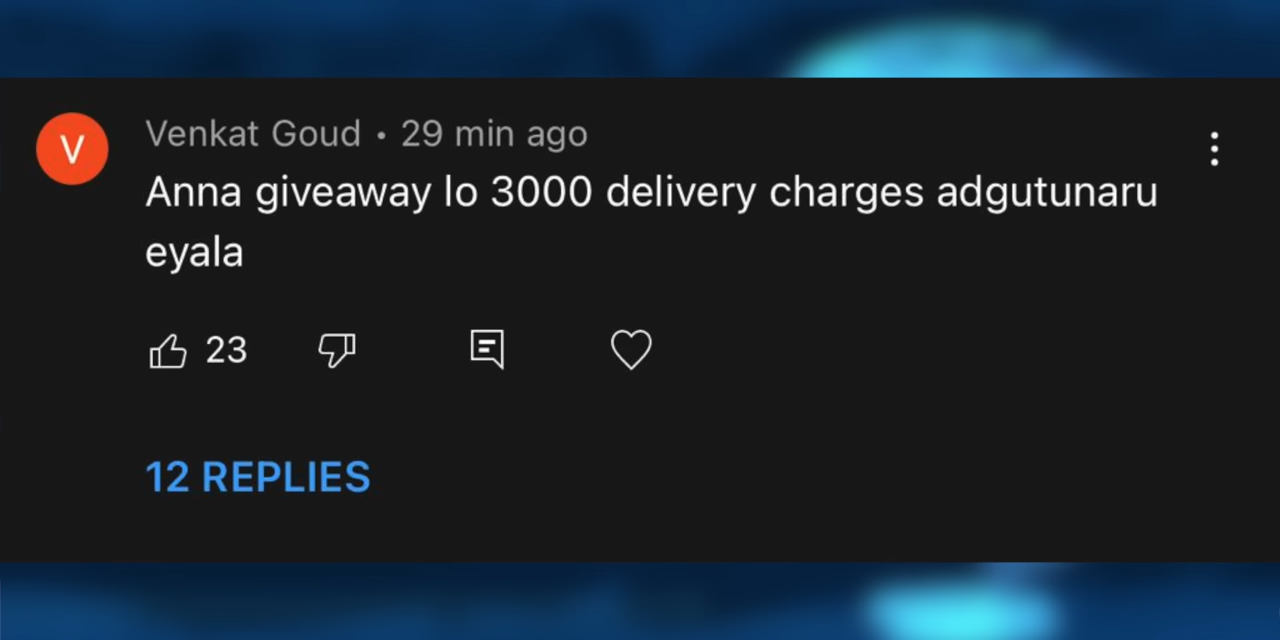 V
Venkat Goud • 29 min ago
Anna giveaway lo 3000 delivery charges adgutunaru
eyala
23
12 REPLIES